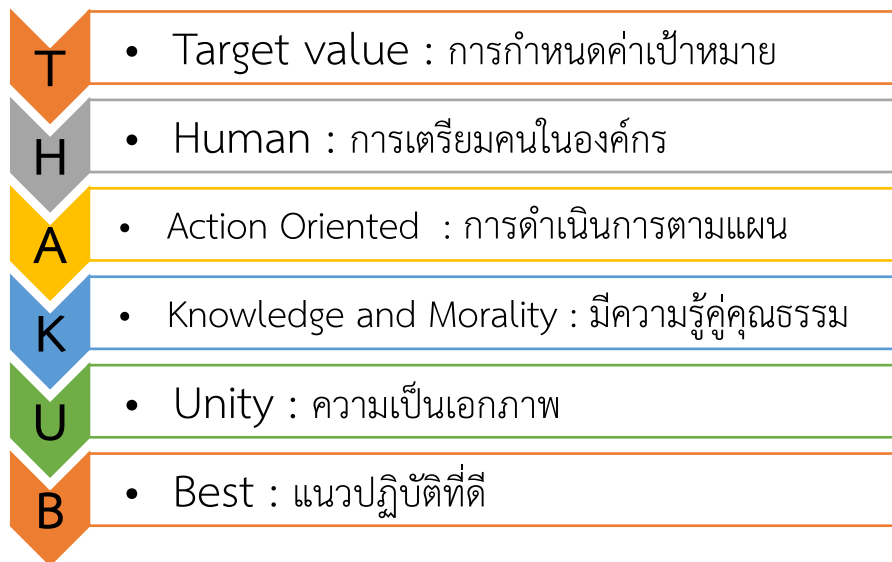 T • Target value : การกำหนดค่าเป้าหมาย
H • Human : การเตรียมคนในองค์กร
A • Action Oriented : การดำเนินการตามแผน
K • Knowledge and Morality : มีความรู้คู่คุณธรรม
U • Unity : ความเป็นเอกภาพ
B • Best : แนวปฏิบัติที่ดี